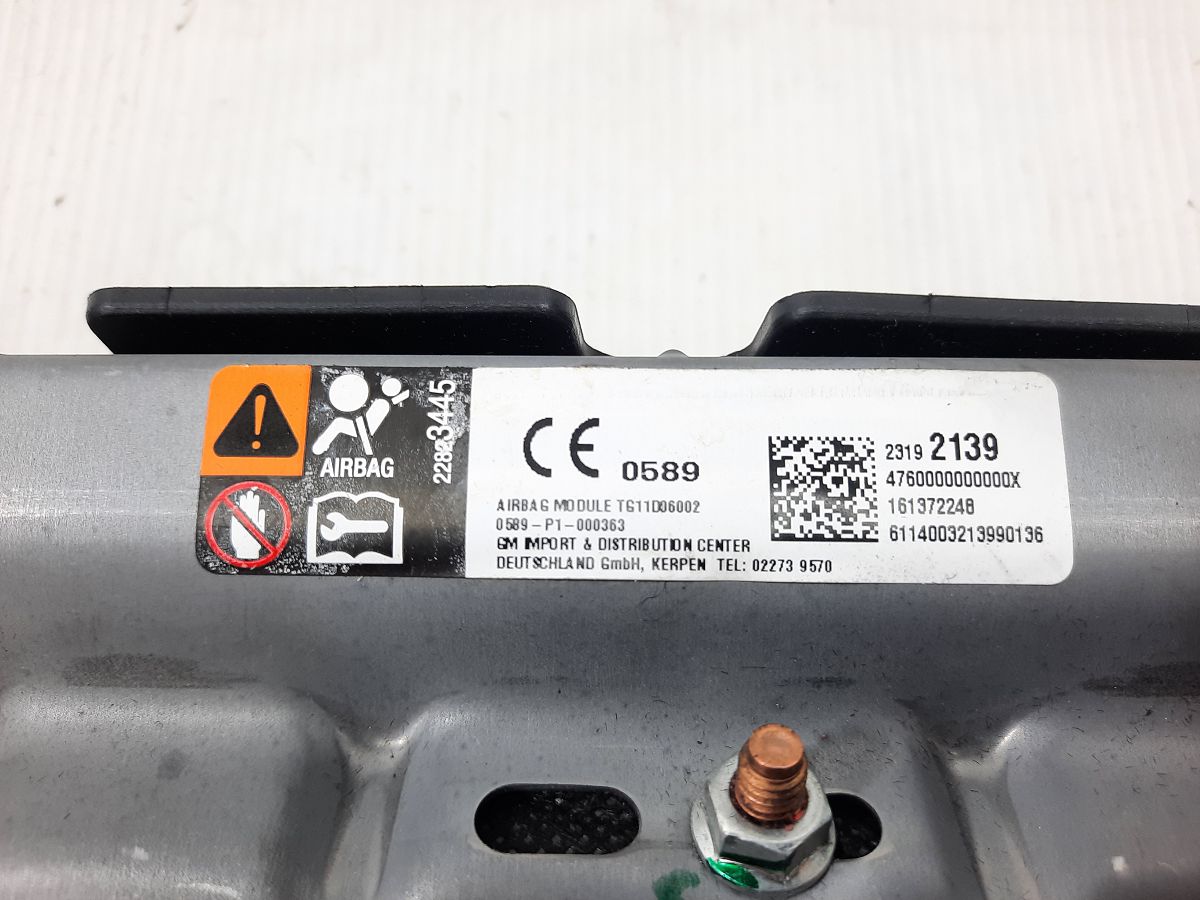 AIRBAG
22823445
CE 0589
AIRBAG MODULE TG11D06002
0589-P1-000363
GM IMPORT & DISTRIBUTION CENTER
DEUTSCHLAND GmbH, KERPEN TEL: 02273 9570
2319 2139
4760000000000X
161372248
6114003213990136